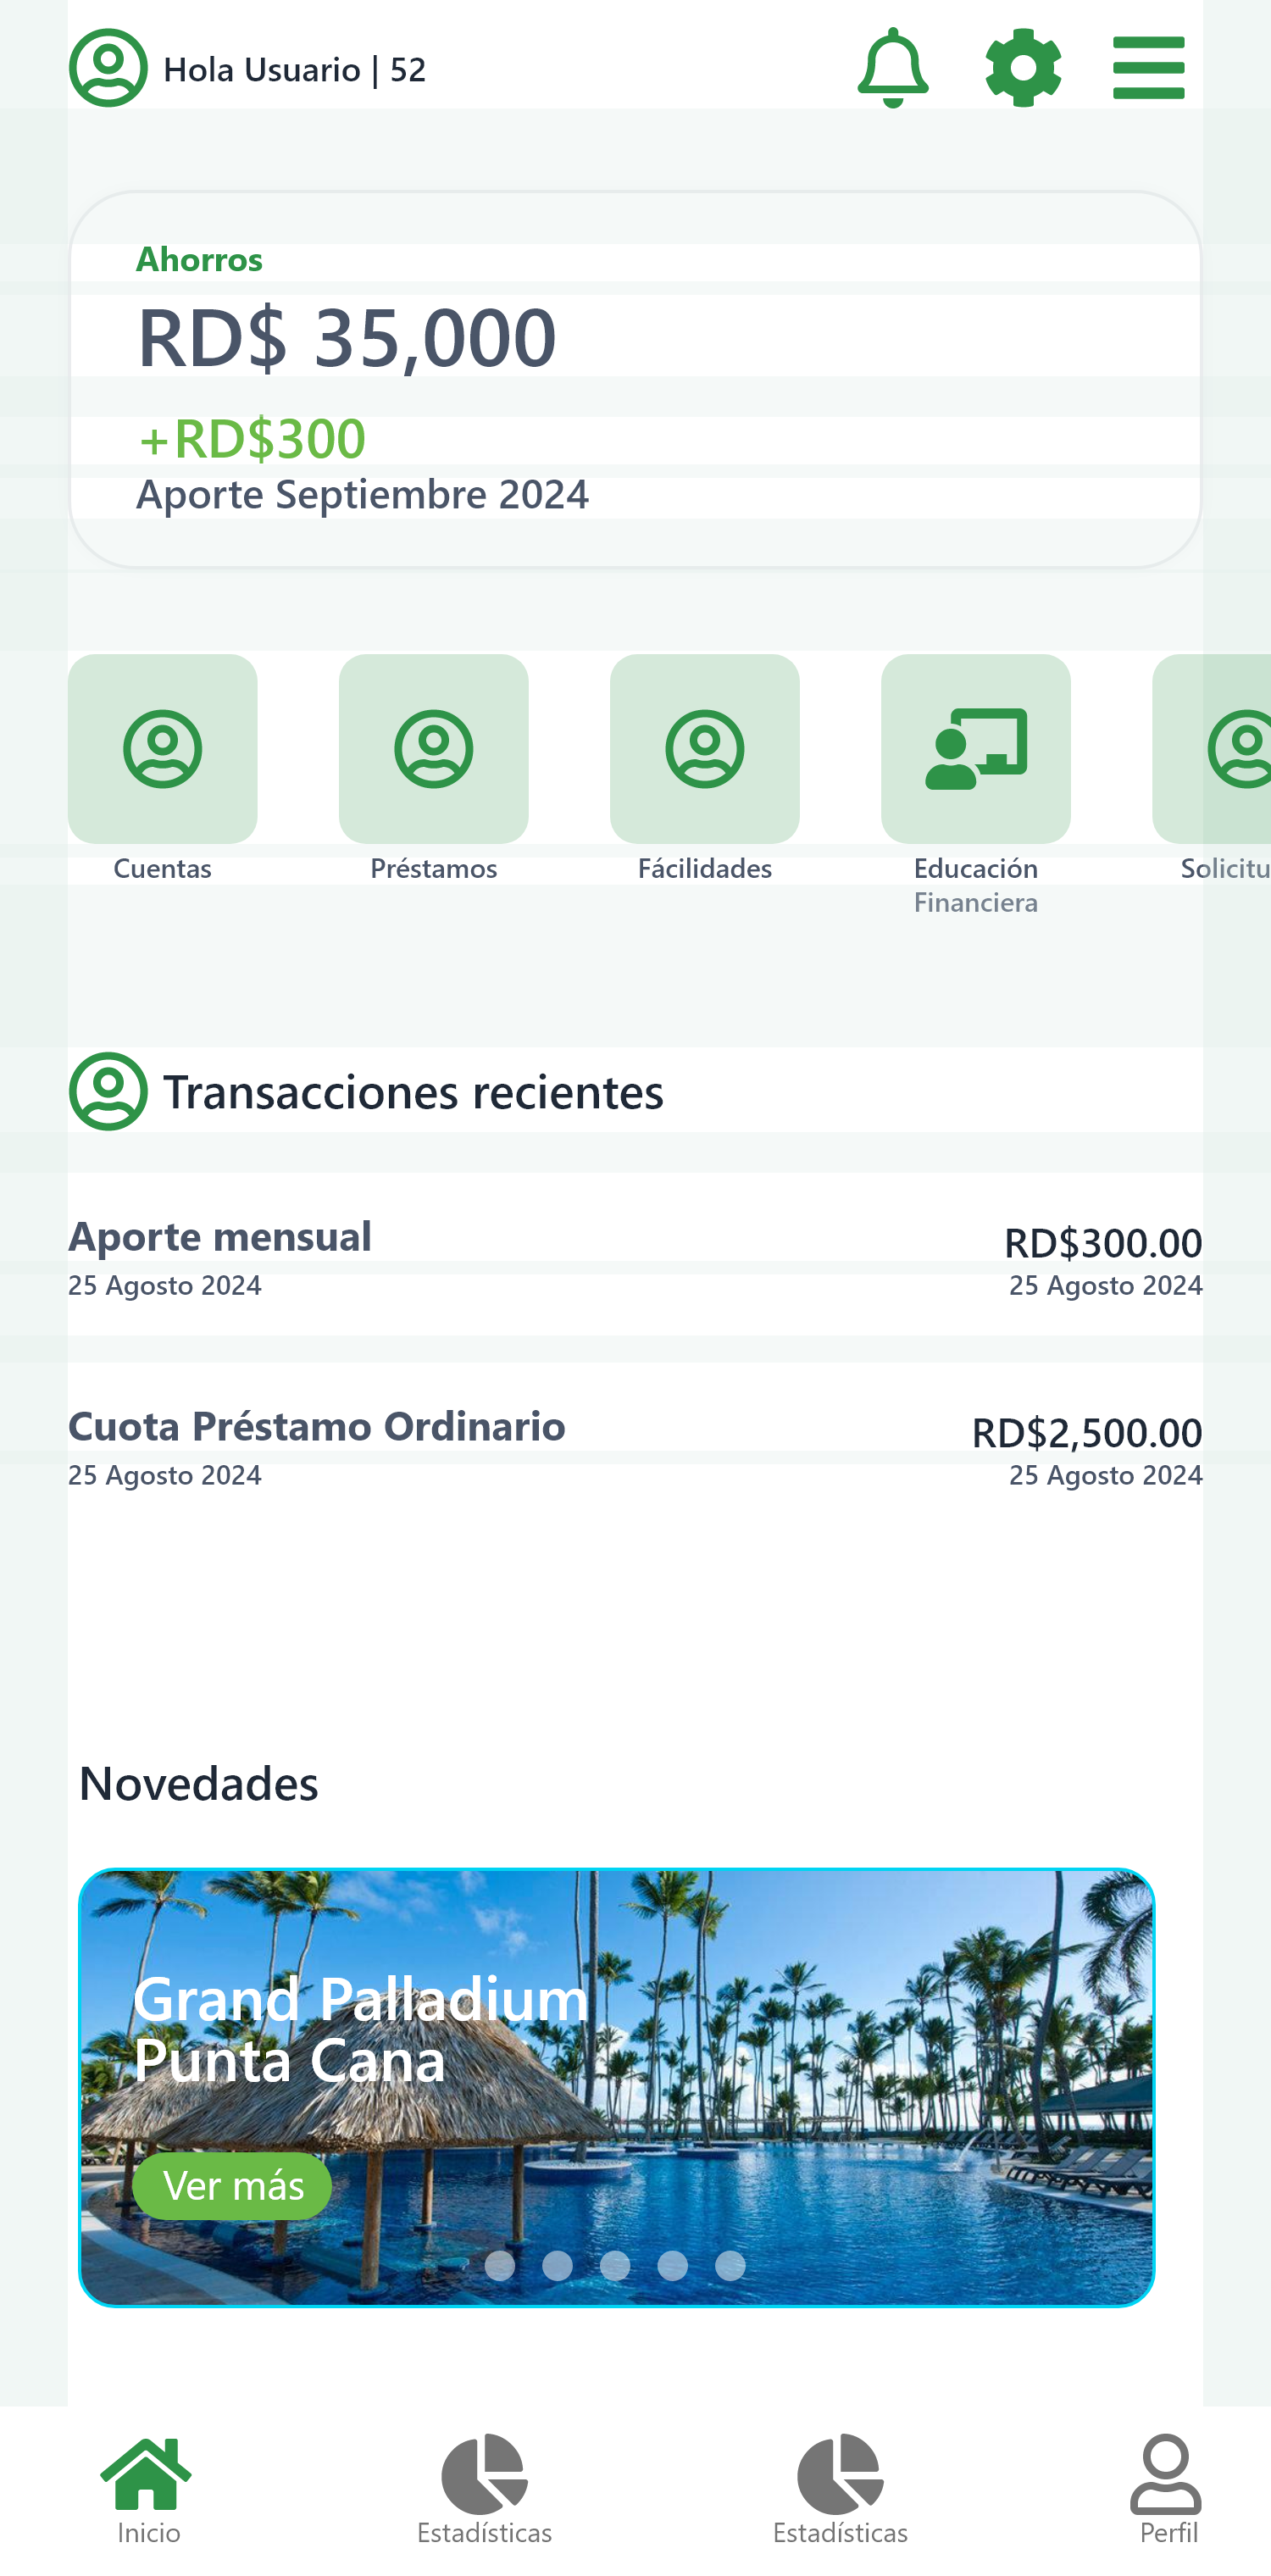 Hola Usuario | 52
Ahorros
RD$ 35,000
+RD$300
Aporte Septiembre 2024
Cuentas
Préstamos
Fácilidades
Educación
Financiera
Solicitu
Transacciones recientes
Aporte mensual
RD$300.00
25 Agosto 2024
25 Agosto 2024
Cuota Préstamo Ordinario
RD$2,500.00
25 Agosto 2024
25 Agosto 2024
Novedades
Grand Palladium
Punta Cana
Ver más
Inicio
Estadísticas
Estadísticas
Perfil